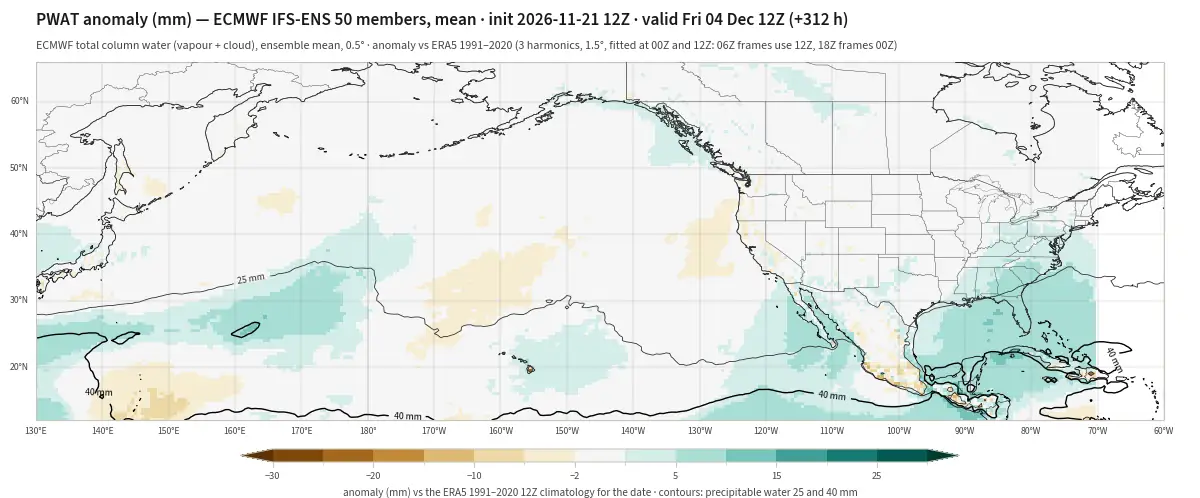 PWAT anomaly (mm) — ECMWF IFS-ENS 50 members, mean · init 2026-11-21 12Z · valid Fri 04 Dec 12Z (+312 h)
ECMWF total column water (vapour + cloud), ensemble mean, 0.5° · anomaly vs ERA5 1991–2020 (3 harmonics, 1.5°, fitted at 00Z and 12Z: 06Z frames use 12Z, 18Z frames 00Z)
60°N
50°N
40°N
30°N
20°N
25 mm
40 mm
40 mm
40 mm
40 mm
130°E 140°E 150°E 160°E 170°E 180° 170°W 160°W 150°W 140°W 130°W 120°W 110°W 100°W 90°W 80°W 70°W 60°W
−30 −20 −10 −2 5 15 25
anomaly (mm) vs the ERA5 1991–2020 12Z climatology for the date · contours: precipitable water 25 and 40 mm